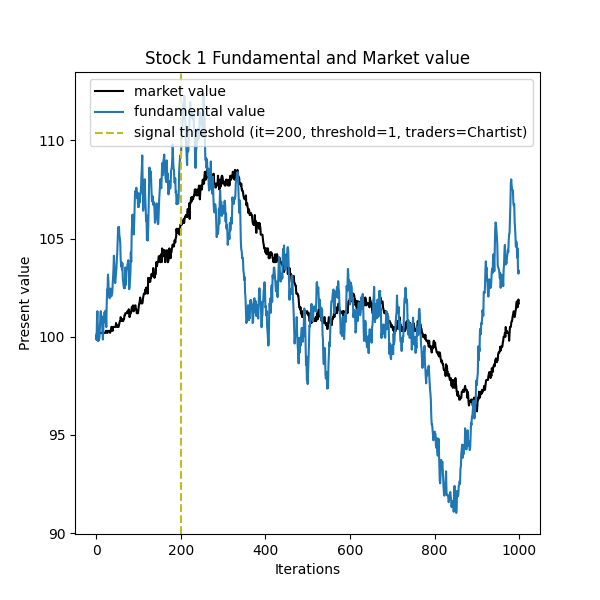 Stock 1 Fundamental and Market value
market value
fundamental value
signal threshold (it=200, threshold=1, traders=Chartist)
110
105
100
95
90
Present value
0 200 400 600 800 1000
Iterations